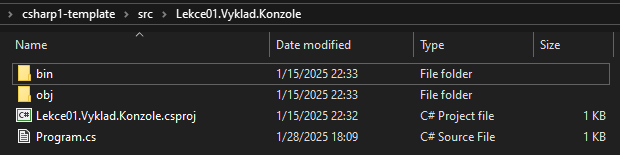 csharp1-template > src > Lekce01.Vyklad.Konzole
Name Date modified Type Size
bin 1/15/2025 22:33 File folder
obj 1/15/2025 22:33 File folder
C# Lekce01.Vyklad.Konzole.csproj 1/15/2025 22:32 C# Project file 1 KB
Program.cs 1/28/2025 18:09 C# Source File 1 KB